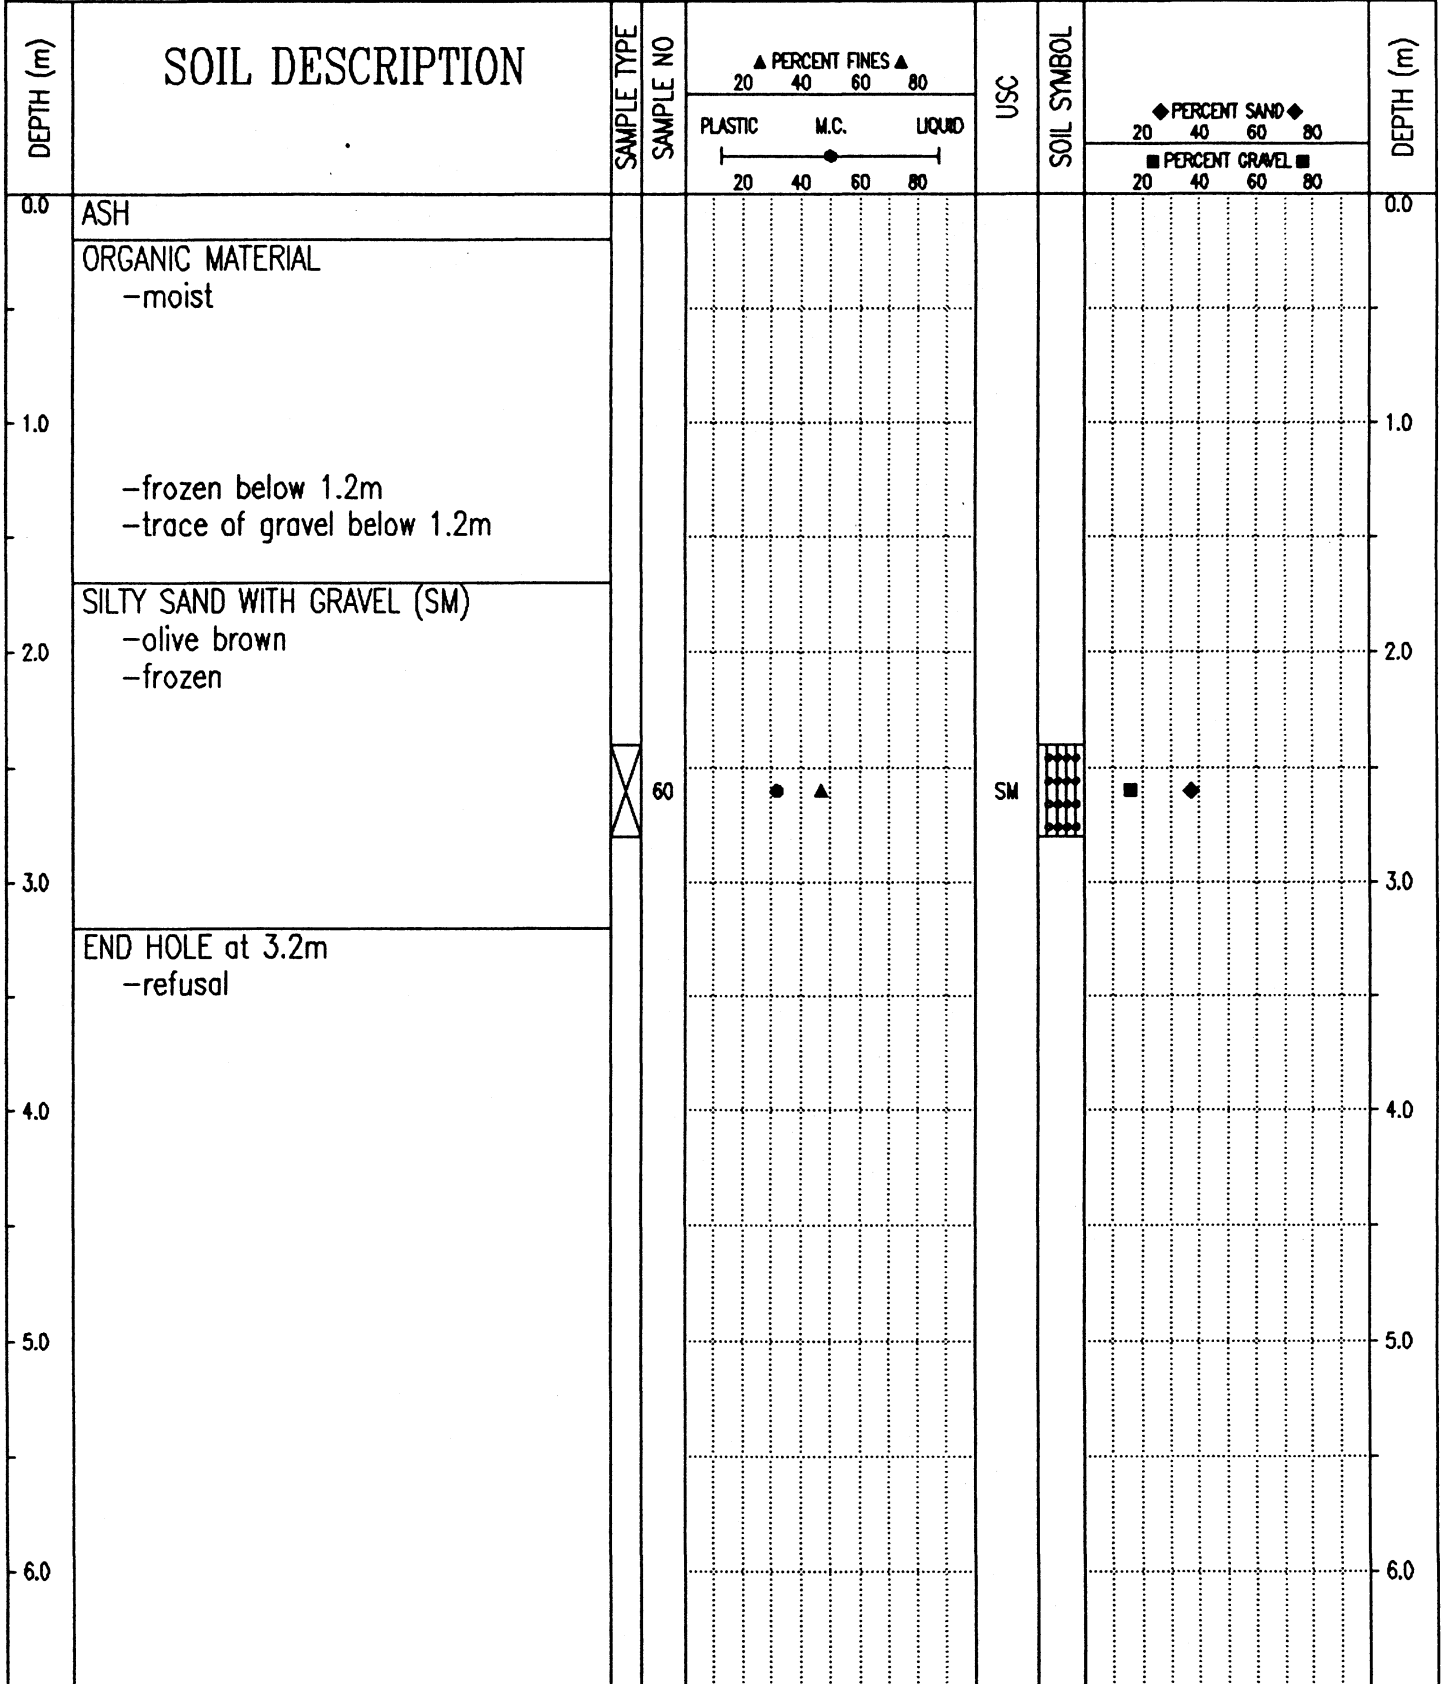 DEPTH (m)
SOIL DESCRIPTION
SAMPLE TYPE
SAMPLE NO
▲ PERCENT FINES ▲
20 40 60 80
PLASTIC M.C. LIQUID
20 40 60 80
USC
SOIL SYMBOL
◆PERCENT SAND◆
20 40 60 80
■ PERCENT GRAVEL ■
20 40 60 80
DEPTH (m)
0.0 0.0
ASH
ORGANIC MATERIAL
-moist
1.0 1.0
-frozen below 1.2m
-trace of gravel below 1.2m
SILTY SAND WITH GRAVEL (SM)
-olive brown
2.0 2.0
-frozen
60 SM
3.0 3.0
END HOLE at 3.2m
-refusal
4.0 4.0
5.0 5.0
6.0 6.0